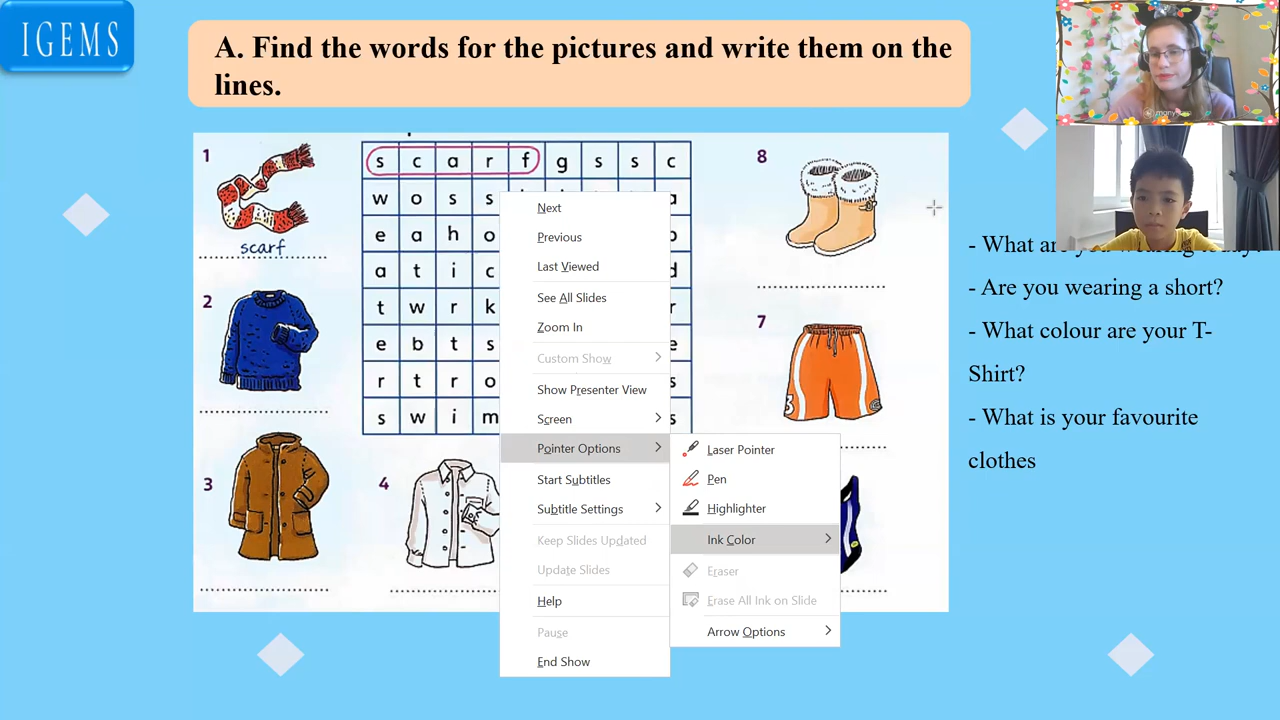 IGEMS
A. Find the words for the pictures and write them on the
lines.
1
scarf
2
3
4
8
7
s c a r f g s s c
w o s s a
e a h o
a t i c d
t w r k r
e b t s e
r t r o s
s w i m s
Next
Previous
Last Viewed
See All Slides
Zoom In
Custom Show
Show Presenter View
Screen
Pointer Options
Start Subtitles
Subtitle Settings
Keep Slides Updated
Update Slides
Help
Pause
End Show
Laser Pointer
Pen
Highlighter
Ink Color
Eraser
Erase All Ink on Slide
Arrow Options
- What are you wearing today?
- Are you wearing a short?
- What colour are your T-
Shirt?
- What is your favourite
clothes